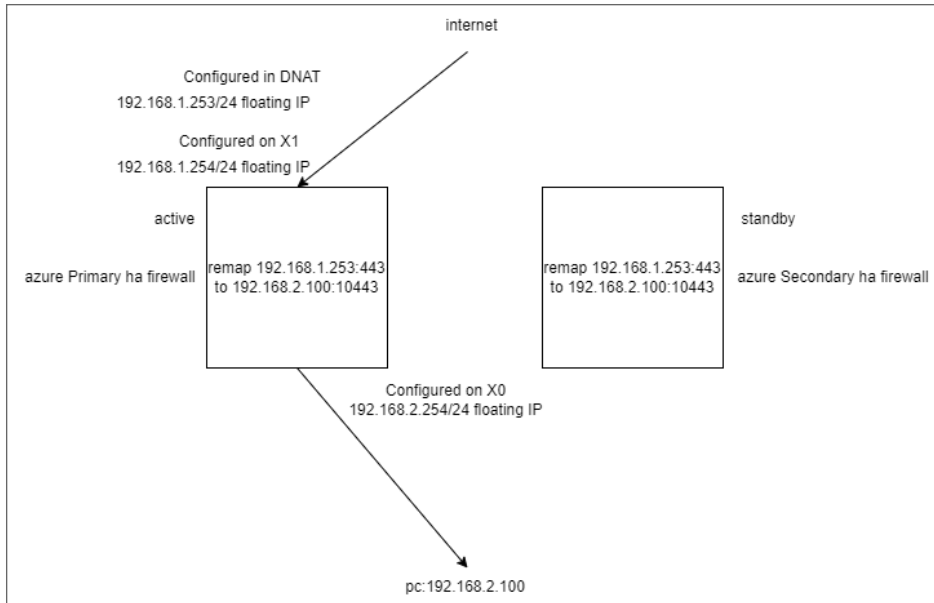 internet
Configured in DNAT
192.168.1.253/24 floating IP
Configured on X1
192.168.1.254/24 floating IP
active
standby
azure Primary ha firewall
remap 192.168.1.253:443
to 192.168.2.100:10443
remap 192.168.1.253:443
to 192.168.2.100:10443
azure Secondary ha firewall
Configured on X0
192.168.2.254/24 floating IP
pc:192.168.2.100